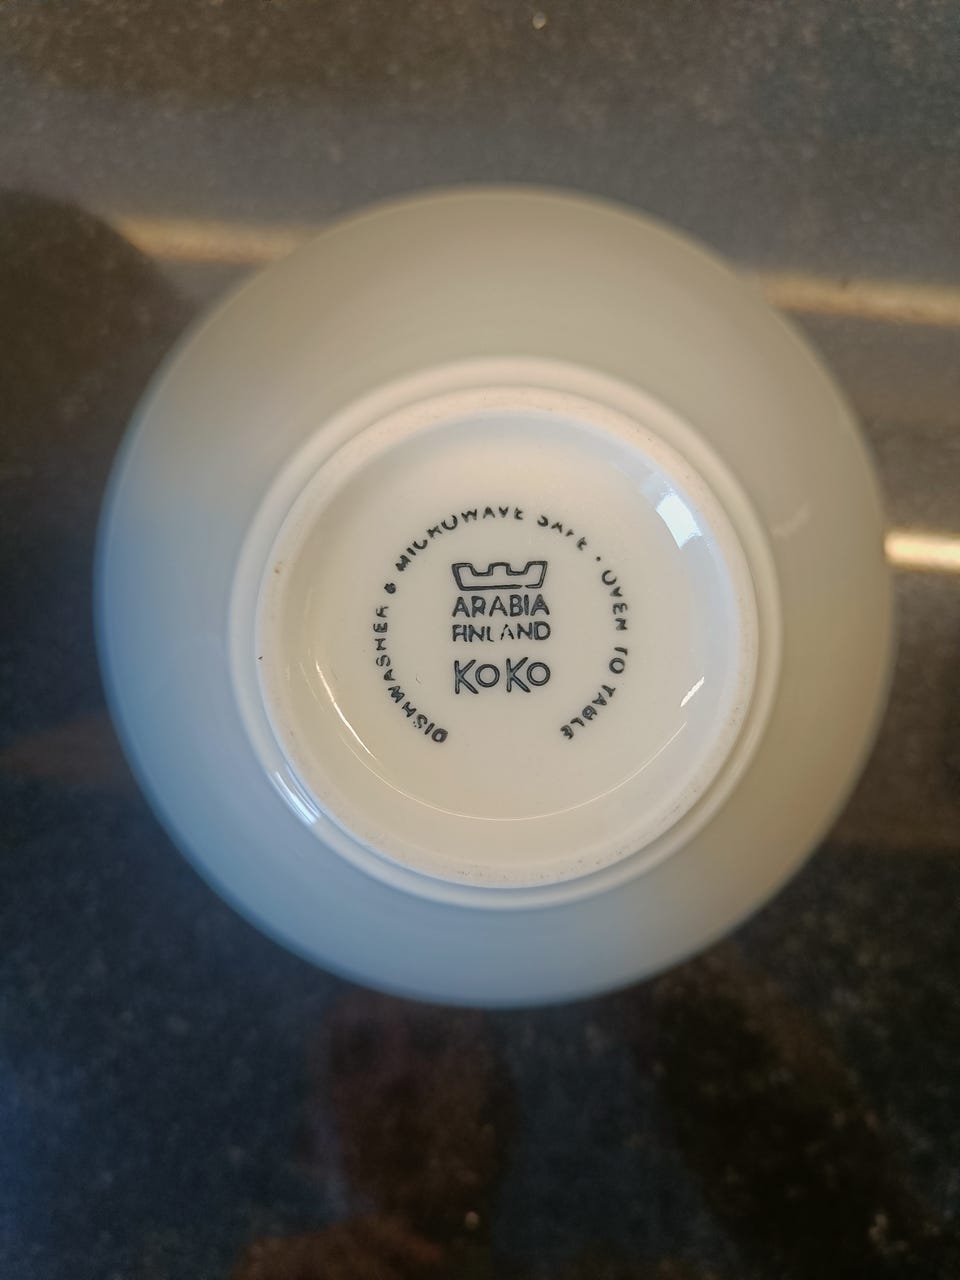 DISHWASHER & MICROWAVE SAFE · OVEN TO TABLE
ARABIA
FINLAND
KOKO